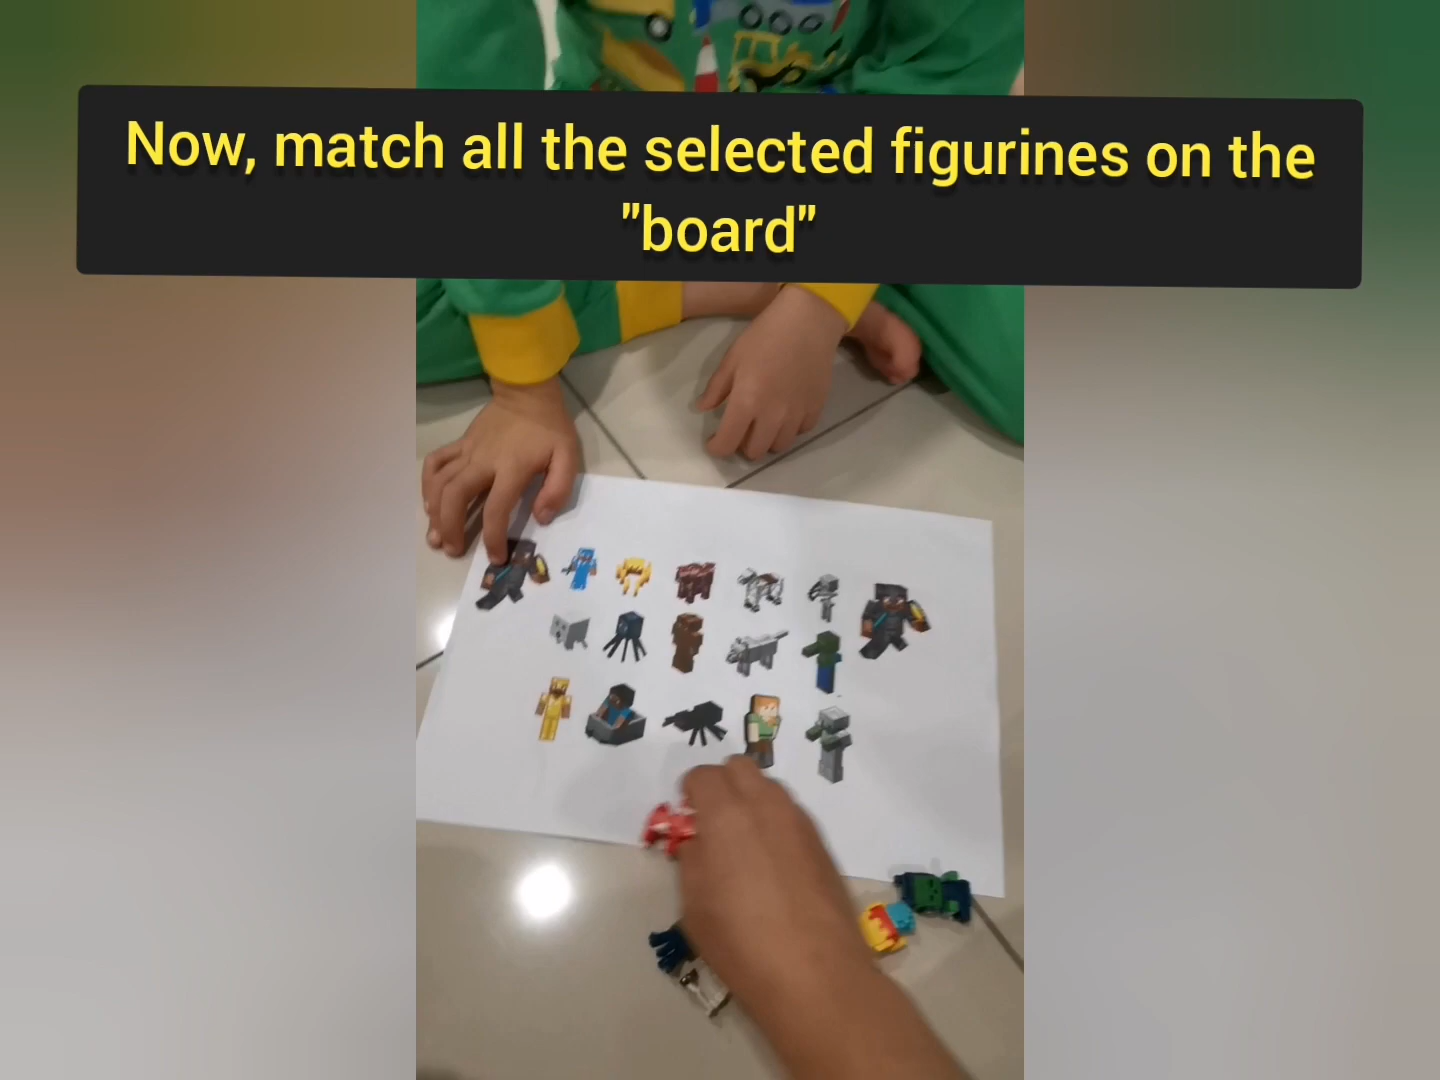 Now, match all the selected figurines on the
"board"